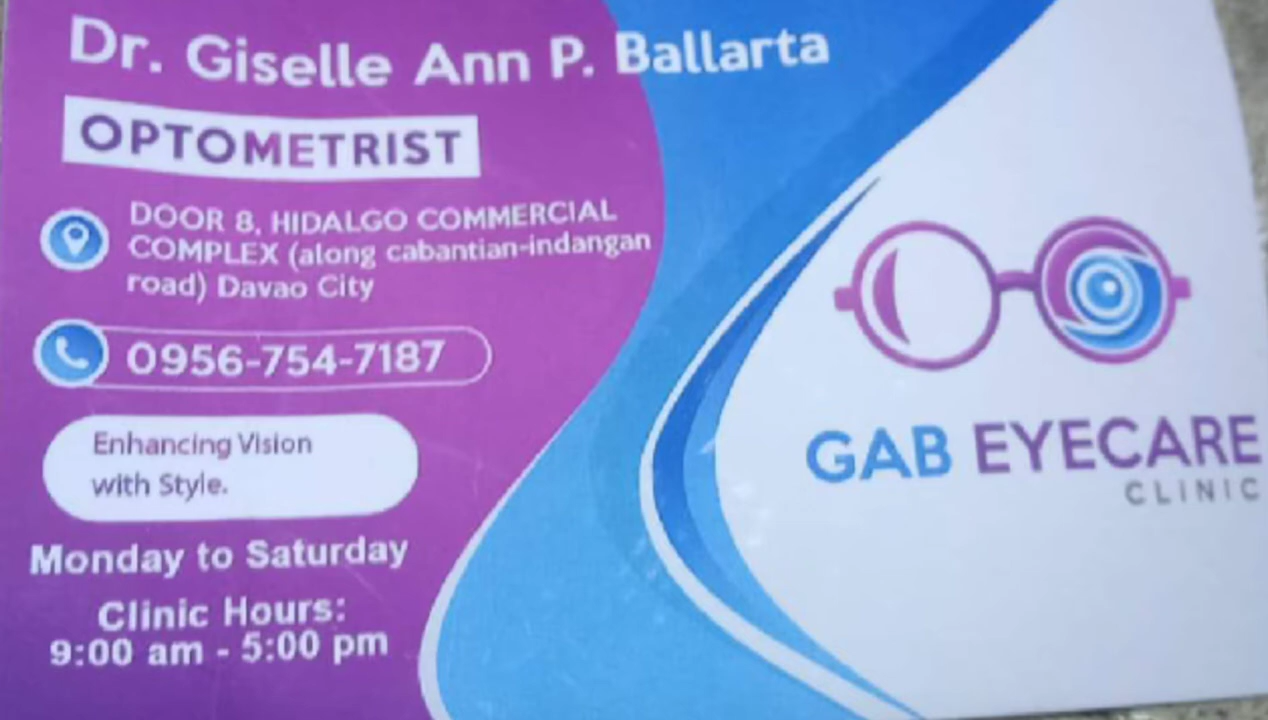 Dr. Giselle Ann P. Ballarta
OPTOMETRIST
DOOR 8, HIDALGO COMMERCIAL
COMPLEX (along cabantian-indangan
road) Davao City
0956-754-7187
Enhancing Vision
with Style.
Monday to Saturday
Clinic Hours:
9:00 am - 5:00 pm
GAB EYECARE
CLINIC